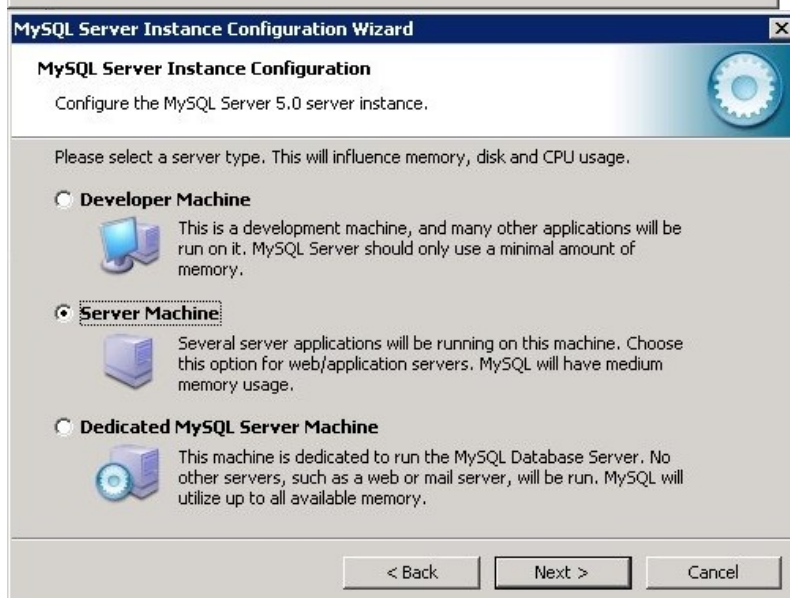 MySQL Server Instance Configuration Wizard
MySQL Server Instance Configuration
Configure the MySQL Server 5.0 server instance.
Please select a server type. This will influence memory, disk and CPU usage.
Developer Machine
This is a development machine, and many other applications will be
run on it. MySQL Server should only use a minimal amount of
memory.
Server Machine
Several server applications will be running on this machine. Choose
this option for web/application servers. MySQL will have medium
memory usage.
Dedicated MySQL Server Machine
This machine is dedicated to run the MySQL Database Server. No
other servers, such as a web or mail server, will be run. MySQL will
utilize up to all available memory.
< Back Next > Cancel